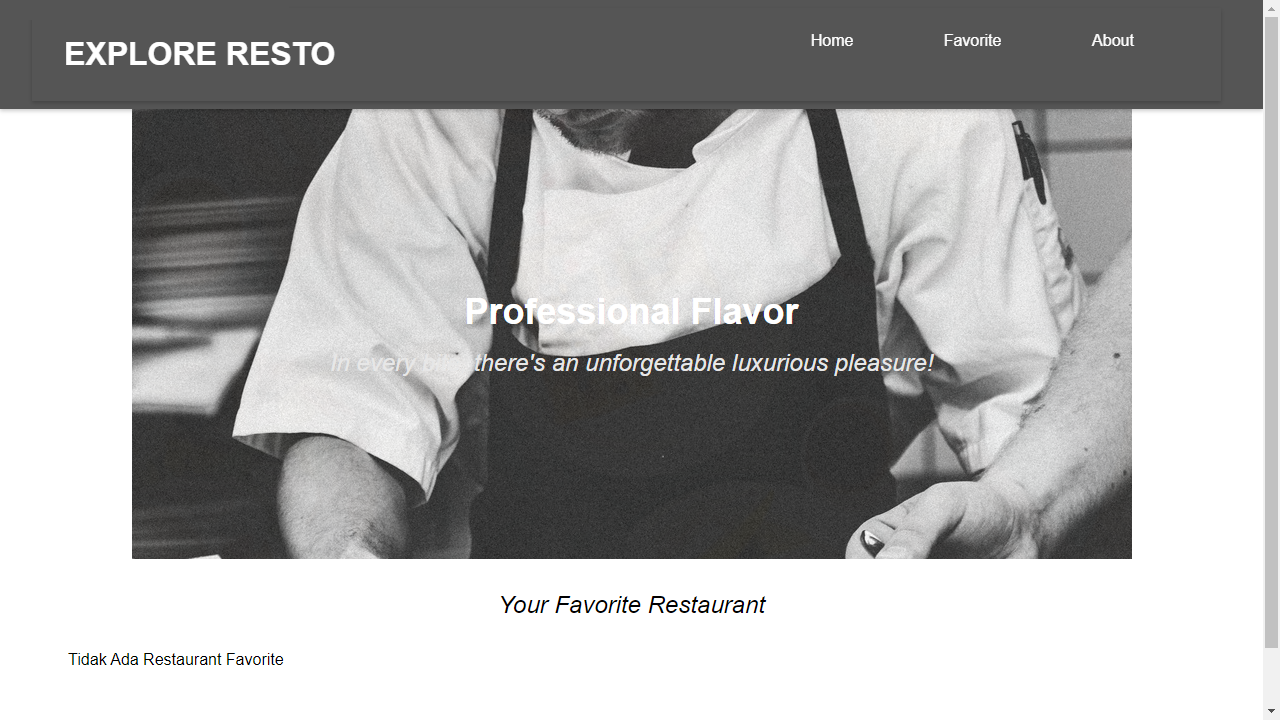 EXPLORE RESTO
Home
Favorite
About
Professional Flavor
In every bite there's an unforgettable luxurious pleasure!
Your Favorite Restaurant
Tidak Ada Restaurant Favorite